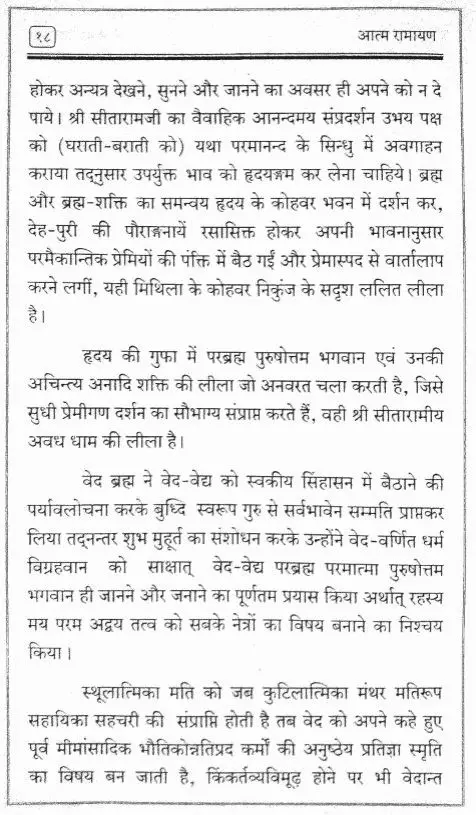 १८ आत्म रामायण
होकर अन्यत्र देखने, सुनने और जानने का अवसर ही अपने को न दे
पाये। श्री सीतारामजी का वैवाहिक आनन्दमय संप्रदर्शन उभय पक्ष
को (घराती-बराती को) यथा परमानन्द के सिन्धु में अवगाहन
कराया तद्नुसार उपर्युक्त भाव को हृदयङ्गम कर लेना चाहिये। ब्रह्म
और ब्रह्म-शक्ति का समन्वय हृदय के कोहवर भवन में दर्शन कर,
देह-पुरी की पौराङ्गनायें रसासिक्त होकर अपनी भावनानुसार
परमैकान्तिक प्रेमियों की पंक्ति में बैठ गईं और प्रेमास्पद से वार्तालाप
करने लगीं, यही मिथिला के कोहवर निकुंज के सदृश ललित लीला
है।
हृदय की गुफा में परब्रह्म पुरुषोत्तम भगवान एवं उनकी
अचिन्त्य अनादि शक्ति की लीला जो अनवरत चला करती है, जिसे
सुधी प्रेमीगण दर्शन का सौभाग्य संप्राप्त करते हैं, वही श्री सीतारामीय
अवध धाम की लीला है।
वेद ब्रह्म ने वेद-वेद्य को स्वकीय सिंहासन में बैठाने की
पर्यावलोचना करके बुध्दि स्वरूप गुरु से सर्वभावेन सम्मति प्राप्तकर
लिया तद्नन्तर शुभ मुहूर्त का संशोधन करके उन्होंने वेद-वर्णित धर्म
विग्रहवान को साक्षात् वेद-वेद्य परब्रह्म परमात्मा पुरुषोत्तम
भगवान ही जानने और जनाने का पूर्णतम प्रयास किया अर्थात् रहस्य
मय परम अद्वय तत्व को सबके नेत्रों का विषय बनाने का निश्चय
किया।
स्थूलात्मिका मति को जब कुटिलात्मिका मंथर मतिरूप
सहायिका सहचरी की संप्राप्ति होती है तब वेद को अपने कहे हुए
पूर्व मीमांसादिक भौतिकोन्नतिप्रद कर्मों की अनुष्ठेय प्रतिज्ञा स्मृति
का विषय बन जाती है, किंकर्तव्यविमूढ़ होने पर भी वेदान्त